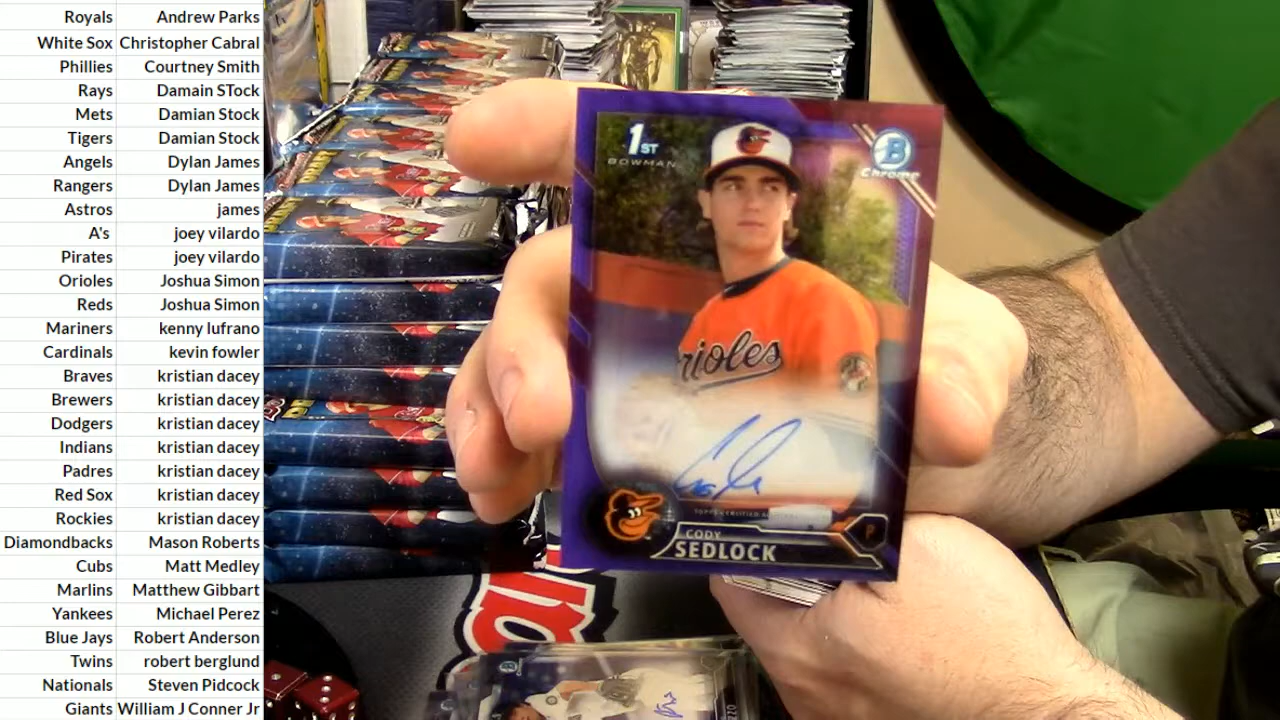 Royals Andrew Parks
White Sox Christopher Cabral
Phillies Courtney Smith
Rays Damain STock
Mets Damian Stock
Tigers Damian Stock
Angels Dylan James
Rangers Dylan James
Astros james
A's joey vilardo
Pirates joey vilardo
Orioles Joshua Simon
Reds Joshua Simon
Mariners kenny lufrano
Cardinals kevin fowler
Braves kristian dacey
Brewers kristian dacey
Dodgers kristian dacey
Indians kristian dacey
Padres kristian dacey
Red Sox kristian dacey
Rockies kristian dacey
Diamondbacks Mason Roberts
Cubs Matt Medley
Marlins Matthew Gibbart
Yankees Michael Perez
Blue Jays Robert Anderson
Twins robert berglund
Nationals Steven Pidcock
Giants William J Conner Jr
1ST
BOWMAN
B
Chrome
rioles
CODY
SEDLOCK
P